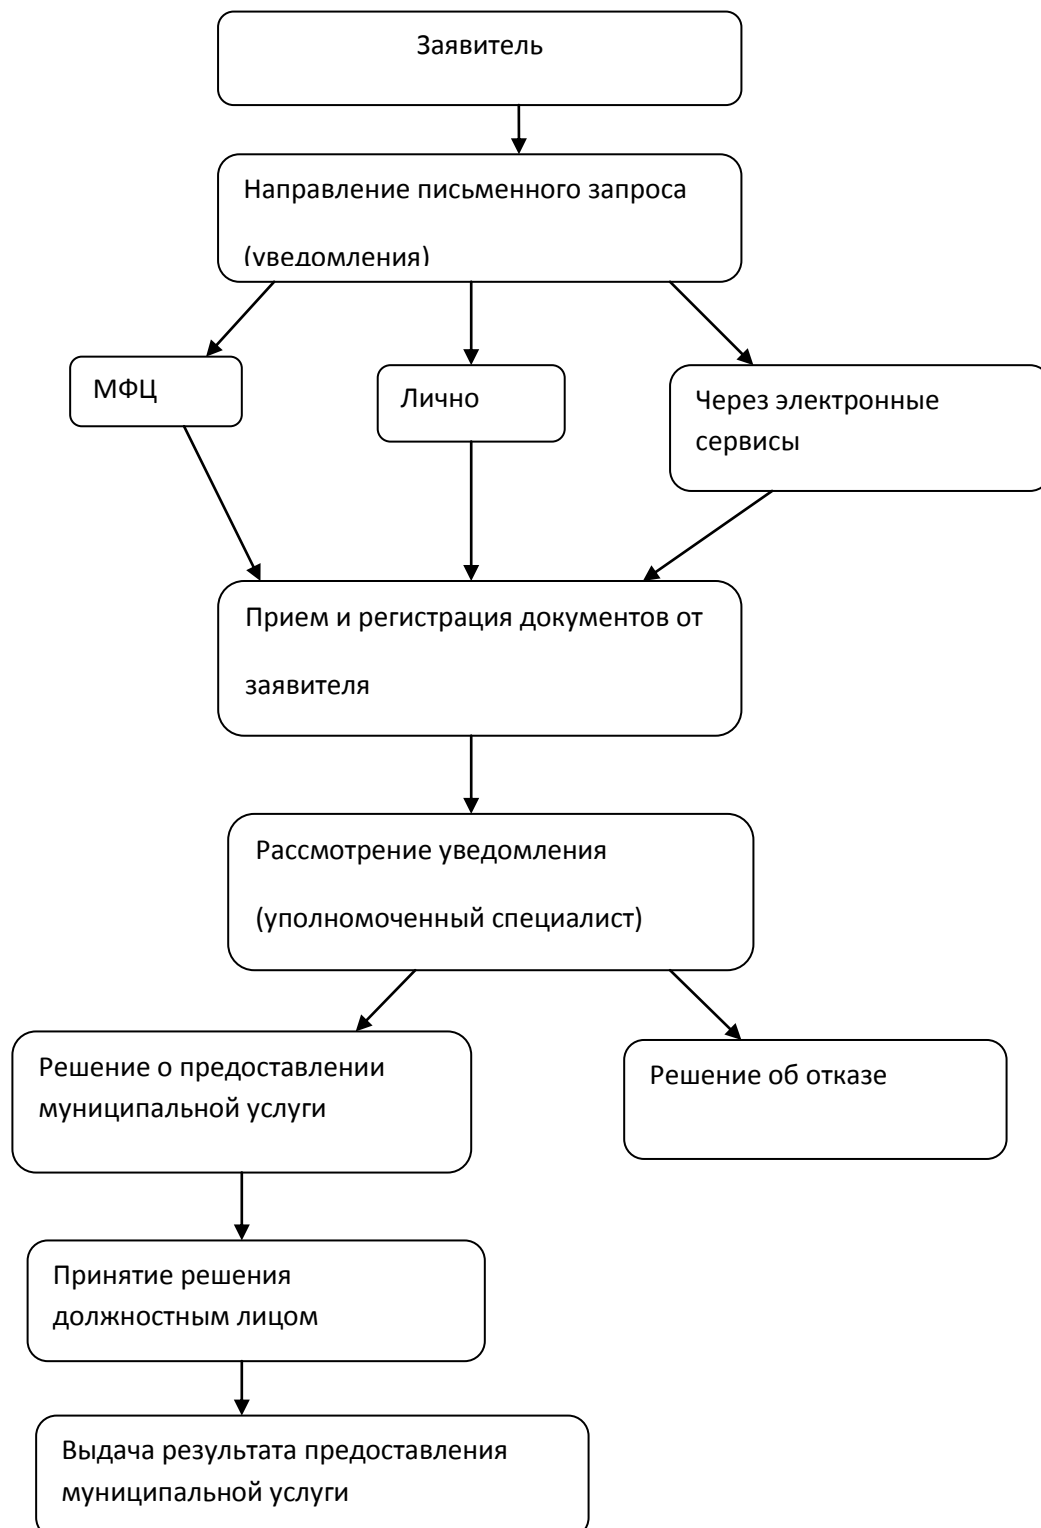 Заявитель
Направление письменного запроса
(уведомления)
МФЦ
Лично
Через электронные
сервисы
Прием и регистрация документов от
заявителя
Рассмотрение уведомления
(уполномоченный специалист)
Решение о предоставлении
муниципальной услуги
Решение об отказе
Принятие решения
должностным лицом
Выдача результата предоставления
муниципальной услуги